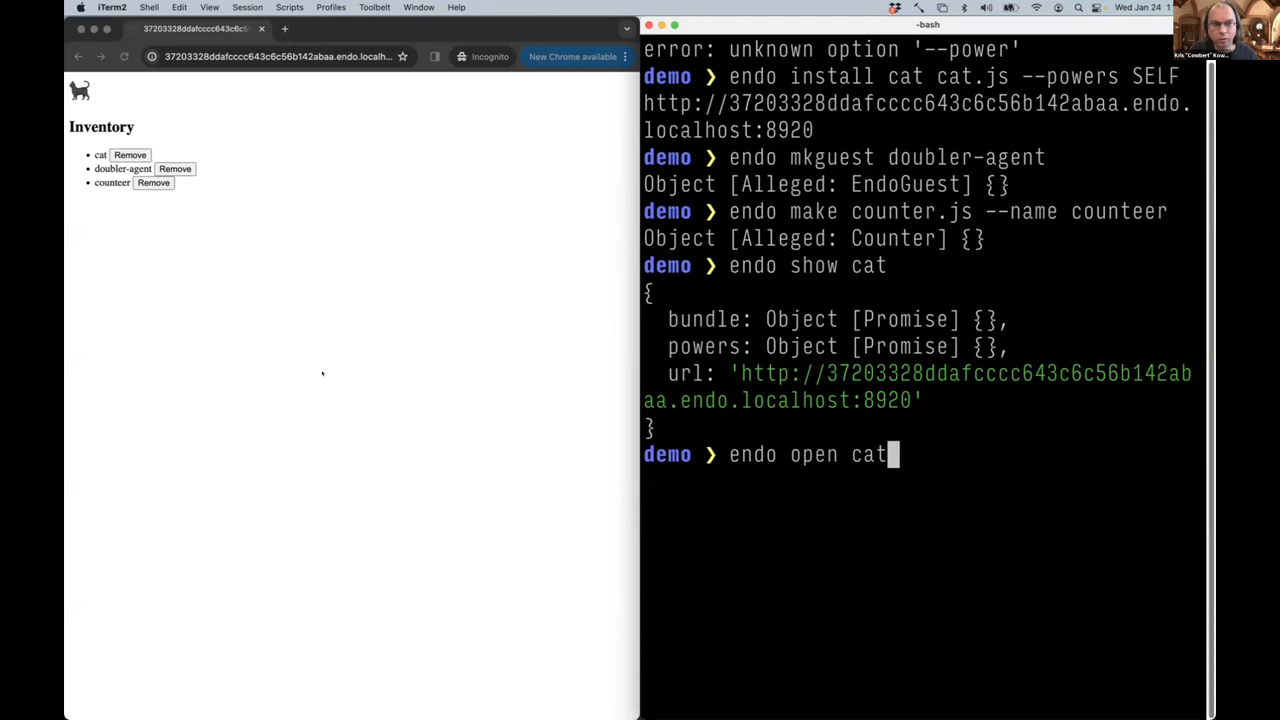 iTerm2 Shell Edit View Session Scripts Profiles Toolbelt Window Help
Wed Jan 24
37203328ddafcccc643c6c56
37203328ddafcccc643c6c56b142abaa.endo.localh...
Incognito
New Chrome available
Inventory
cat Remove
doubler-agent Remove
counteer Remove
-bash
error: unknown option '--power'
demo ❯ endo install cat cat.js --powers SELF
http://37203328ddafcccc643c6c56b142abaa.endo.
localhost:8920
demo ❯ endo mkguest doubler-agent
Object [Alleged: EndoGuest] {}
demo ❯ endo make counter.js --name counteer
Object [Alleged: Counter] {}
demo ❯ endo show cat
{
bundle: Object [Promise] {},
powers: Object [Promise] {},
url: 'http://37203328ddafcccc643c6c56b142ab
aa.endo.localhost:8920'
}
demo ❯ endo open cat
Kris "Cowbert" Kow...